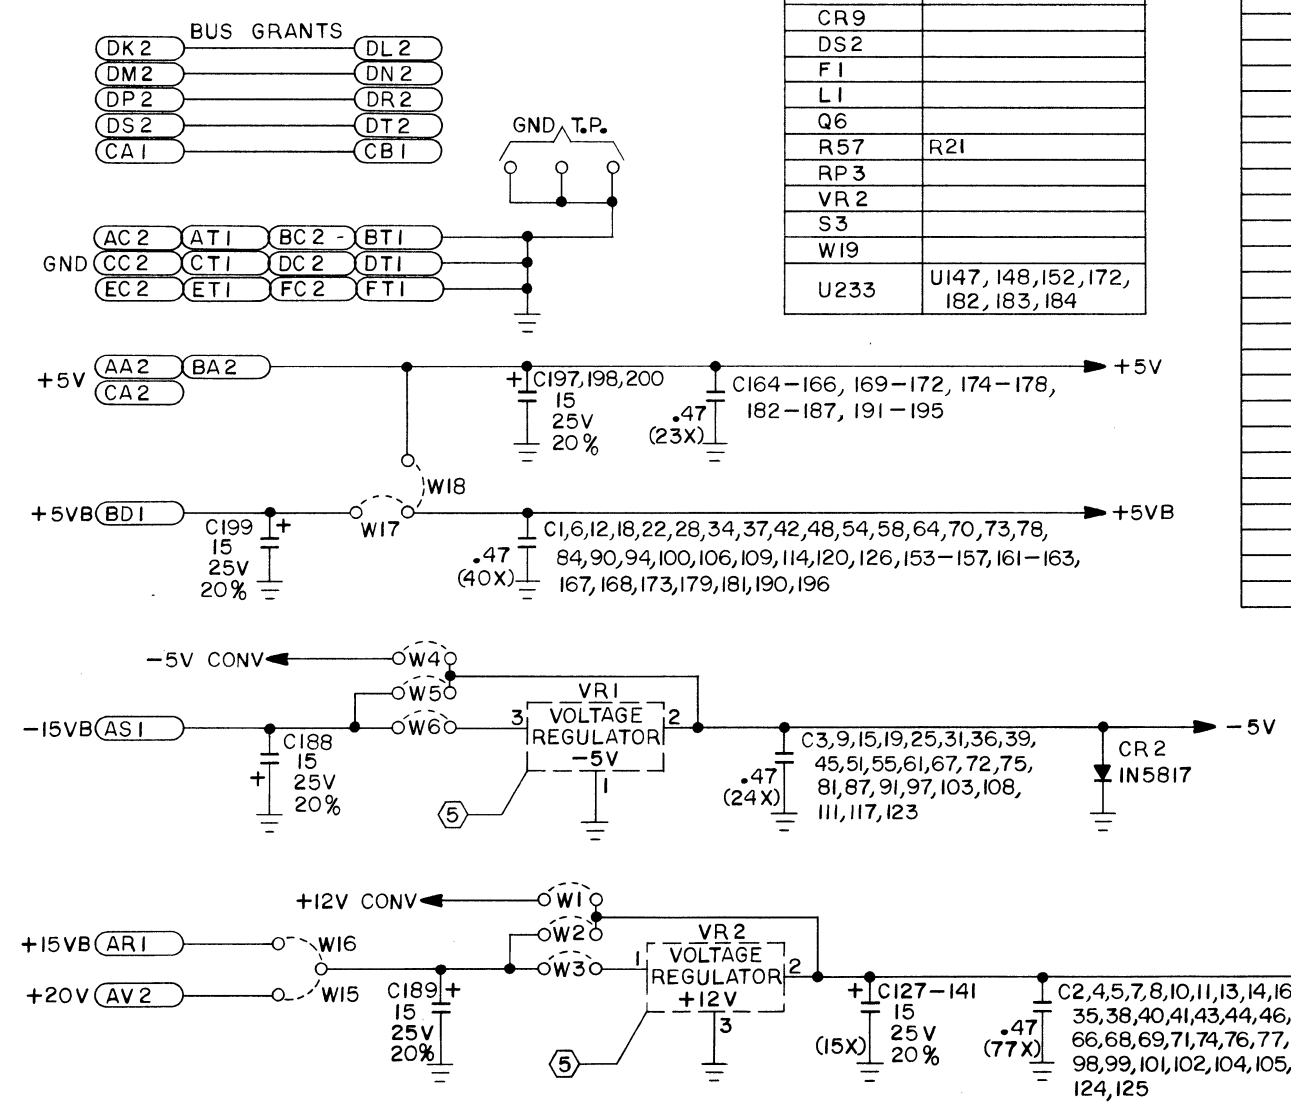 BUS GRANTS
DK2 DL2
DM2 DN2
DP2 DR2
DS2 DT2
CA1 CB1
GND T.P.
AC2 AT1 BC2 - BT1
GND CC2 CT1 DC2 DT1
EC2 ET1 FC2 FT1
CR9
DS2
F1
L1
Q6
R57 R21
RP3
VR2
S3
W19
U233 U147, 148, 152, 172,
182, 183, 184
+5V AA2 BA2
CA2
+ C197,198,200
15
25V
20%
.47
(23X)
C164-166, 169-172, 174-178,
182-187, 191-195
+5V
W18
+5VB BD1
C199 +
15
25V
20%
W17
.47
(40X)
C1,6,12,18,22,28,34,37,42,48,54,58,64,70,73,78,
84,90,94,100,106,109,114,120,126,153-157,161-163,
167,168,173,179,181,190,196
+5VB
-5V CONV W4
W5
-15VB AS1 W6
C188
15
+ 25V
20%
VR1
3 VOLTAGE 2
REGULATOR
-5V
1
5
.47
(24X)
C3,9,15,19,25,31,36,39,
45,51,55,61,67,72,75,
81,87,91,97,103,108,
111,117,123
CR2
1N5817
-5V
+12V CONV W1
W2
+15VB AR1 W16
W3
+20V AV2 W15
C189 +
15
25V
20%
VR2
1 VOLTAGE 2
REGULATOR
+12V
3
5
+ C127-141
15
25V
(15X) 20%
.47
(77X)
C2,4,5,7,8,10,11,13,14,16
35,38,40,41,43,44,46,
66,68,69,71,74,76,77,
98,99,101,102,104,105,
124,125